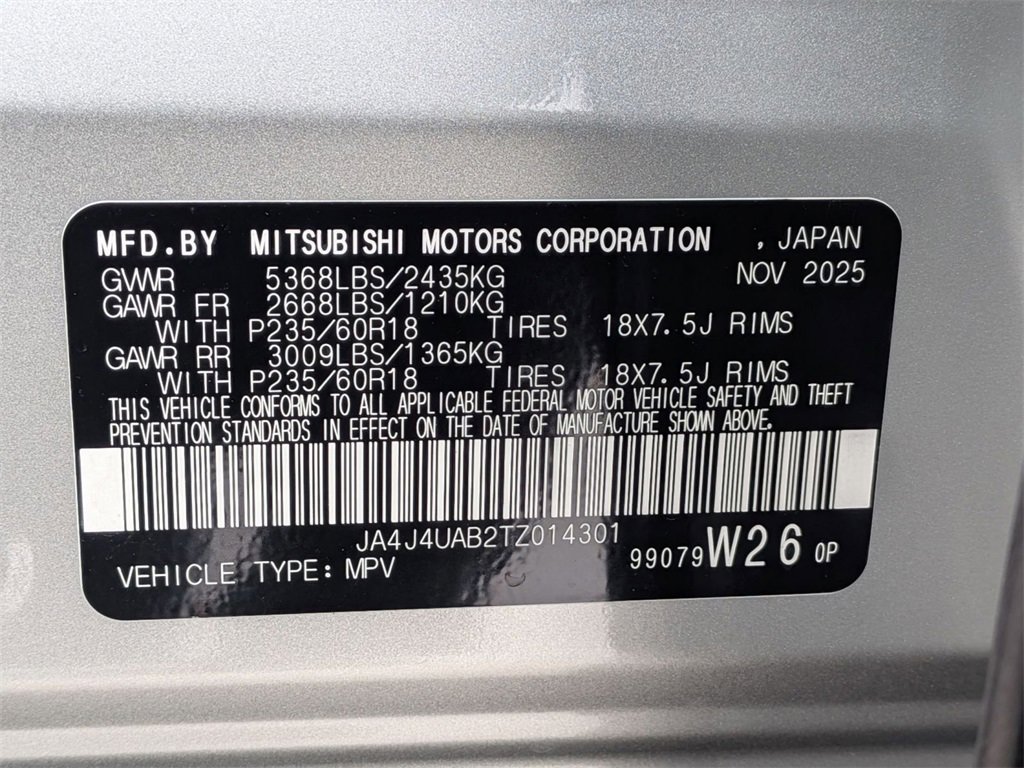 MFD.BY MITSUBISHI MOTORS CORPORATION , JAPAN
GWWR 5368LBS/2435KG NOV 2025
GAWR FR 2668LBS/1210KG
WITH P235/60R18 TIRES 18X7.5J RIMS
GAWR RR 3009LBS/1365KG
WITH P235/60R18 TIRES 18X7.5J RIMS
THIS VEHICLE CONFORMS TO ALL APPLICABLE FEDERAL MOTOR VEHICLE SAFETY AND THEFT
PREVENTION STANDARDS IN EFFECT ON THE DATE OF MANUFACTURE SHOWN ABOVE.
JA4J4UAB2TZ014301
VEHICLE TYPE: MPV 99079 W26 0P